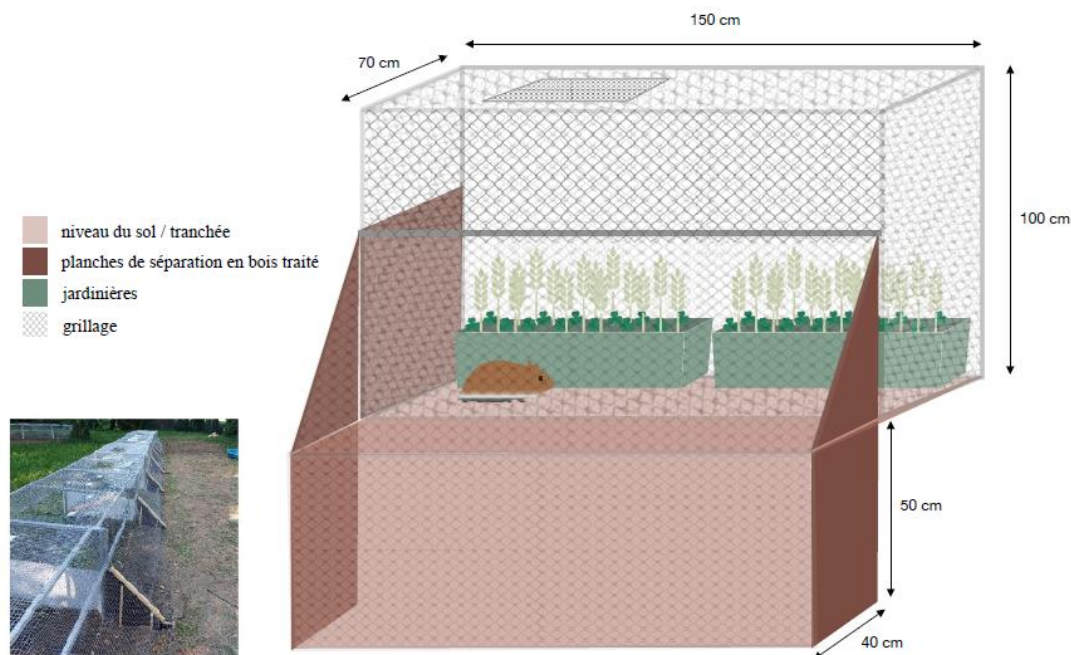 150 cm
70 cm
100 cm
niveau du sol / tranchée
planches de séparation en bois traité
jardinières
grillage
50 cm
40 cm